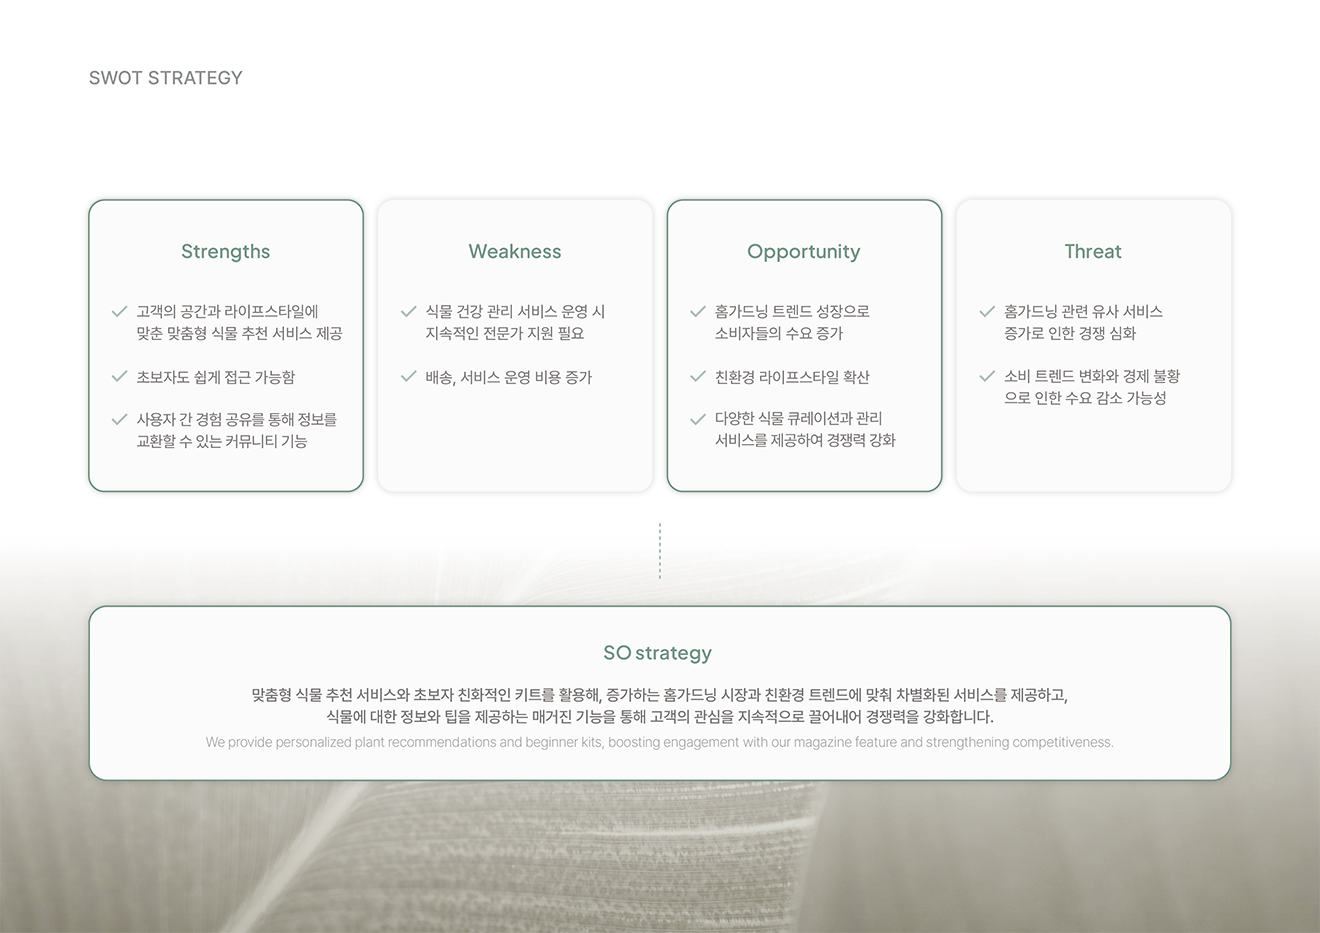 SWOT STRATEGY
Strengths
고객의 공간과 라이프스타일에
맞춘 맞춤형 식물 추천 서비스 제공
초보자도 쉽게 접근 가능함
사용자 간 경험 공유를 통해 정보를
교환할 수 있는 커뮤니티 기능
Weakness
식물 건강 관리 서비스 운영 시
지속적인 전문가 지원 필요
배송, 서비스 운영 비용 증가
Opportunity
홈가드닝 트렌드 성장으로
소비자들의 수요 증가
친환경 라이프스타일 확산
다양한 식물 큐레이션과 관리
서비스를 제공하여 경쟁력 강화
Threat
홈가드닝 관련 유사 서비스
증가로 인한 경쟁 심화
소비 트렌드 변화와 경제 불황
으로 인한 수요 감소 가능성
SO strategy
맞춤형 식물 추천 서비스와 초보자 친화적인 키트를 활용해, 증가하는 홈가드닝 시장과 친환경 트렌드에 맞춰 차별화된 서비스를 제공하고,
식물에 대한 정보와 팁을 제공하는 매거진 기능을 통해 고객의 관심을 지속적으로 끌어내어 경쟁력을 강화합니다.
We provide personalized plant recommendations and beginner kits, boosting engagement with our magazine feature and strengthening competitiveness.